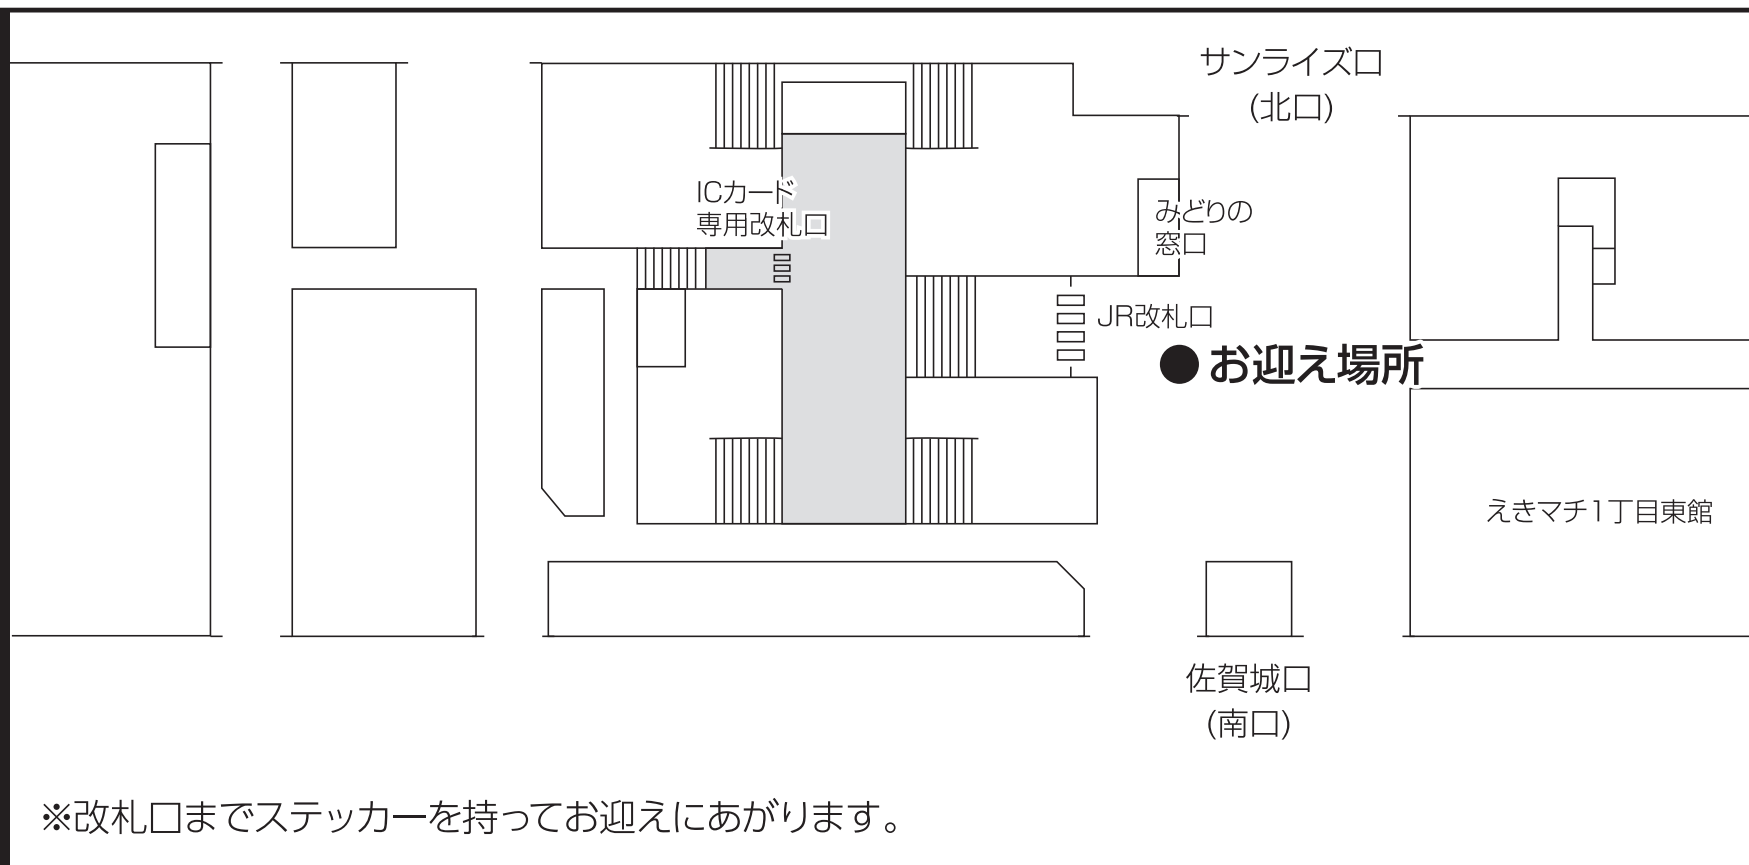 サンライズ口
(北口)
ICカード
専用改札口
みどりの
窓口
JR改札口
●お迎え場所
えきマチ1丁目東館
佐賀城口
(南口)
※改札口までステッカーを持ってお迎えにあがります。